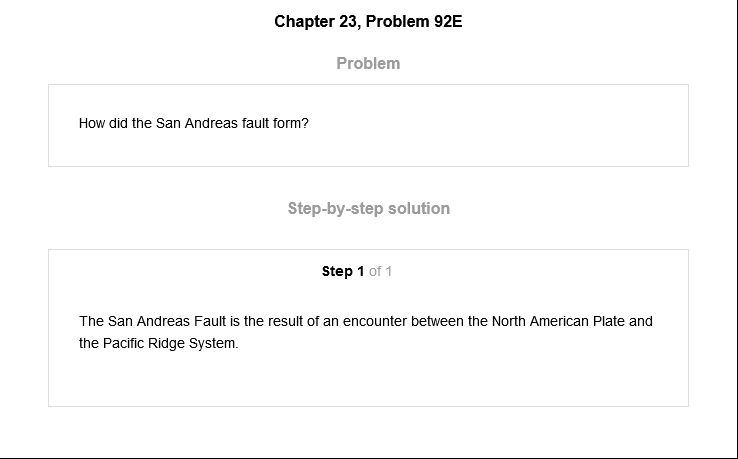 Chapter 23, Problem 92E
Problem
How did the San Andreas fault form?
Step-by-step solution
Step 1 of 1
The San Andreas Fault is the result of an encounter between the North American Plate and
the Pacific Ridge System.